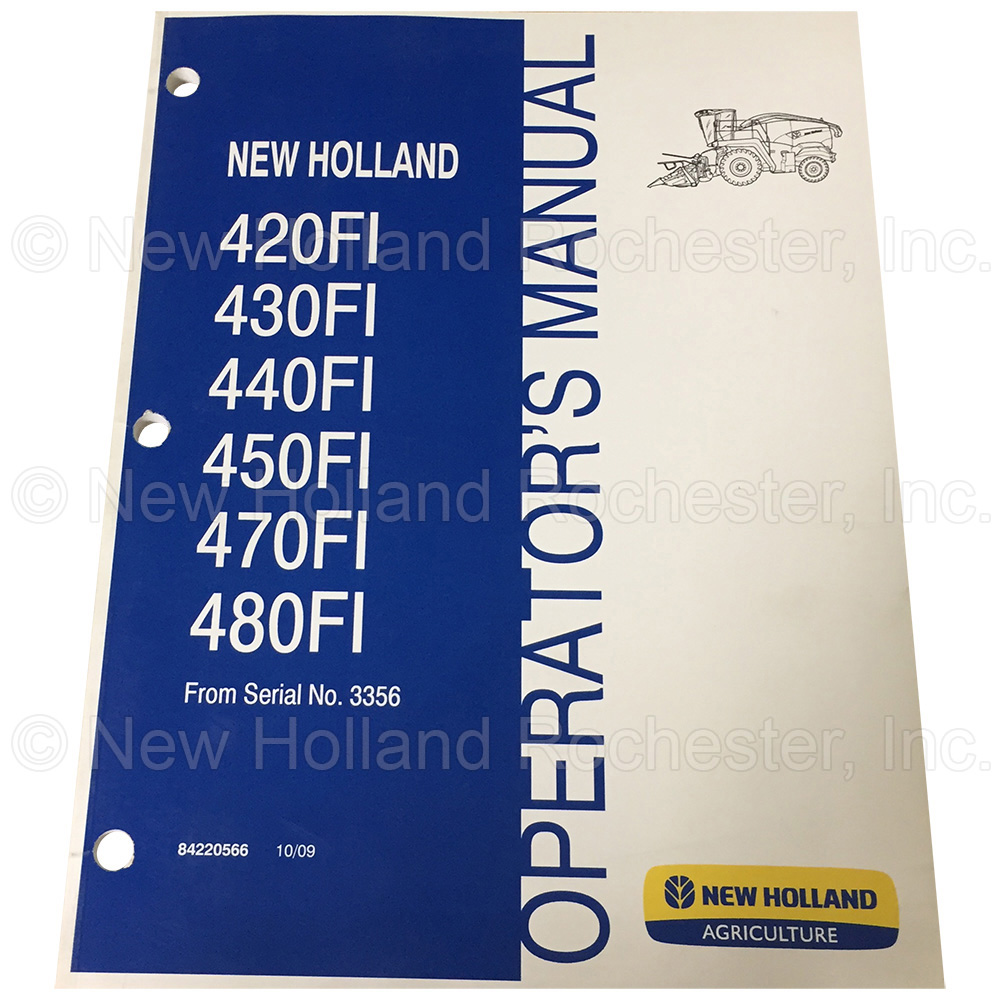 NEW HOLLAND
420FI
430FI
440FI
450FI
470FI
480FI
From Serial No. 3356
84220566 10/09
OPERATOR'S MANUAL
NEW HOLLAND
AGRICULTURE
© New Holland Rochester, Inc.
© New Holland Rochester, Inc.
© New Holland Rochester, Inc.